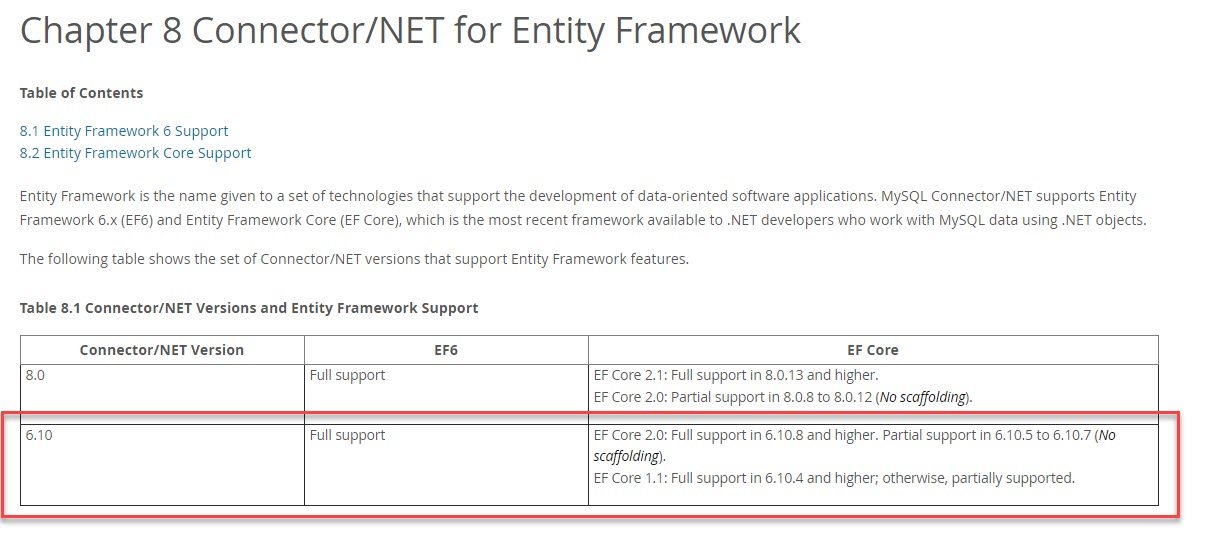 Chapter 8 Connector/NET for Entity Framework
Table of Contents
8.1 Entity Framework 6 Support
8.2 Entity Framework Core Support
Entity Framework is the name given to a set of technologies that support the development of data-oriented software applications. MySQL Connector/NET supports Entity
Framework 6.x (EF6) and Entity Framework Core (EF Core), which is the most recent framework available to .NET developers who work with MySQL data using .NET objects.
The following table shows the set of Connector/NET versions that support Entity Framework features.
Table 8.1 Connector/NET Versions and Entity Framework Support
Connector/NET Version EF6 EF Core
8.0 Full support EF Core 2.1: Full support in 8.0.13 and higher.
EF Core 2.0: Partial support in 8.0.8 to 8.0.12 (No scaffolding).
6.10 Full support EF Core 2.0: Full support in 6.10.8 and higher. Partial support in 6.10.5 to 6.10.7 (No
scaffolding).
EF Core 1.1: Full support in 6.10.4 and higher; otherwise, partially supported.